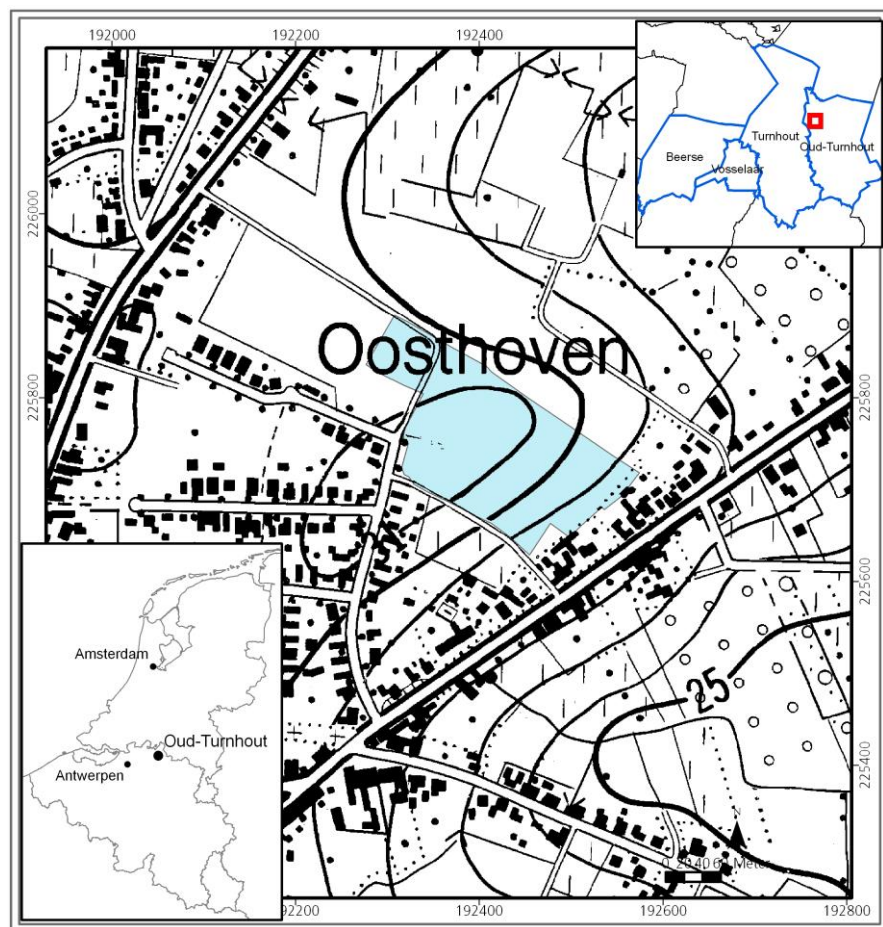 192000
192200
192400
226000
225800
Turnhout
Beerse
Oud-Turnhout
Vosselaar
Oosthoven
225800
225600
Amsterdam
Oud-Turnhout
Antwerpen
25
225400
N
Meter
192200
192400
192600
192800